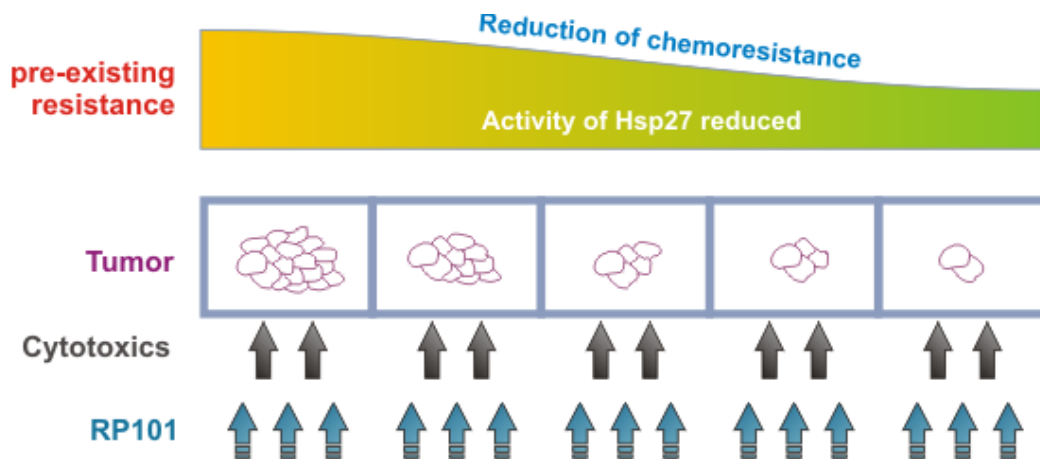 Reduction of chemoresistance
pre-existing
resistance
Activity of Hsp27 reduced
Tumor
Cytotoxics
RP101